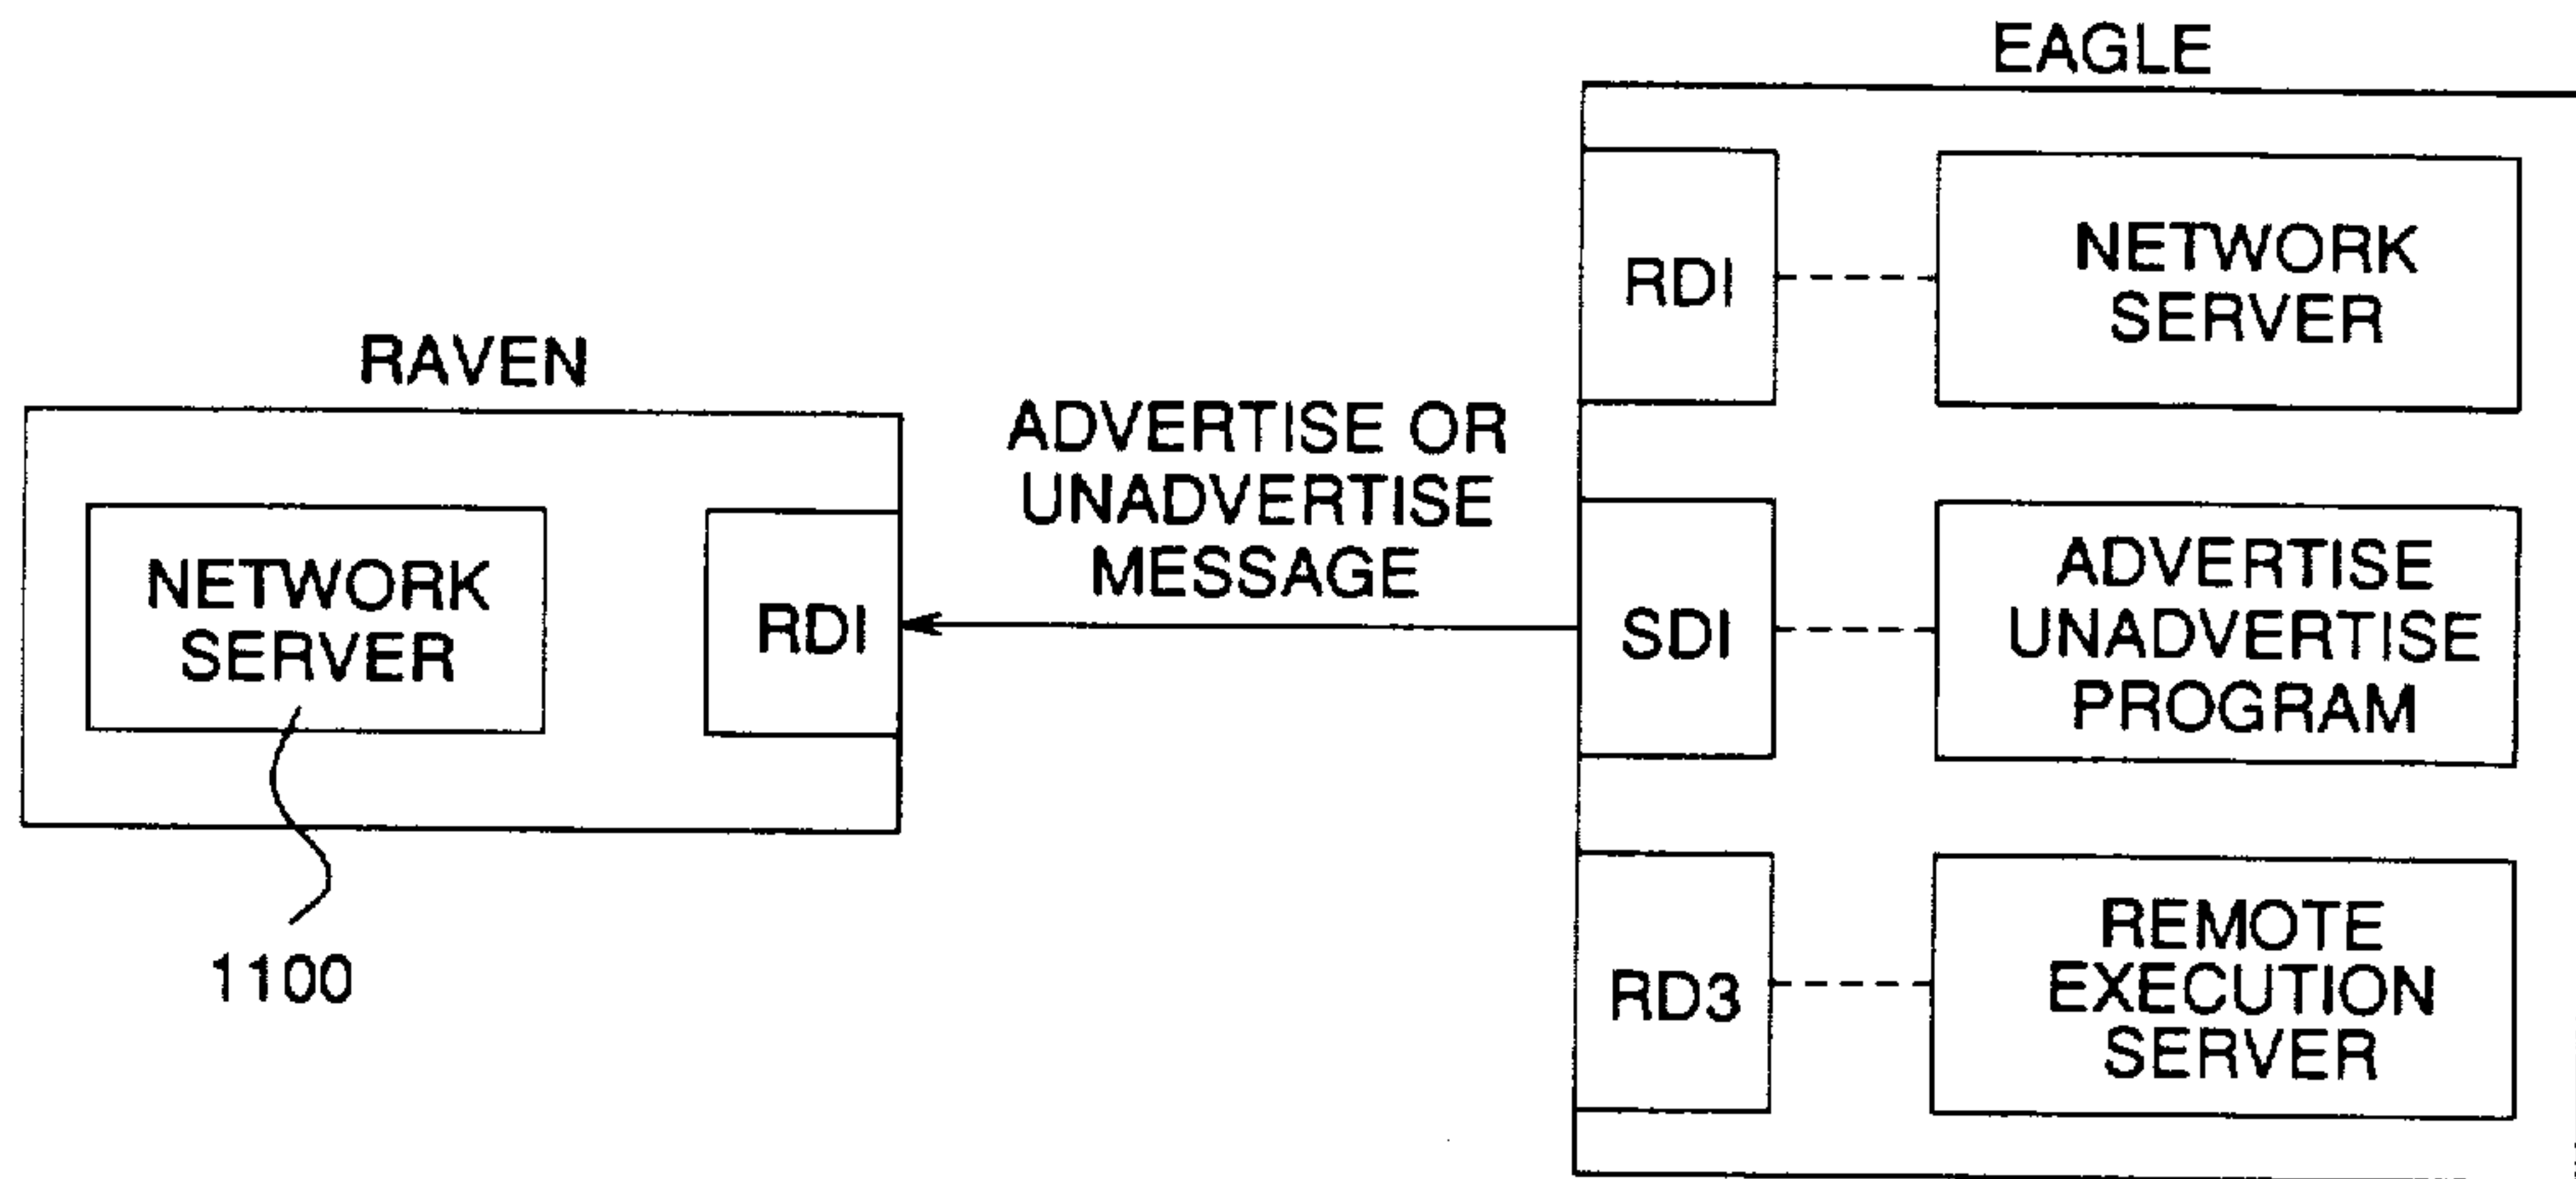 EAGLE
RDI
NETWORK
SERVER
RAVEN
NETWORK
SERVER
RDI
1100
ADVERTISE OR
UNADVERTISE
MESSAGE
SDI
ADVERTISE
UNADVERTISE
PROGRAM
RD3
REMOTE
EXECUTION
SERVER